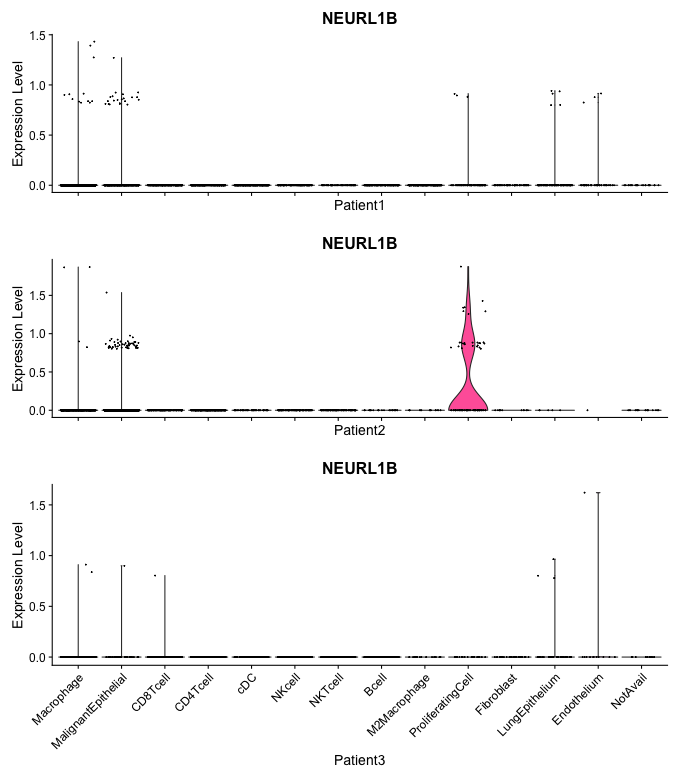 NEURL1B
Expression Level
1.5
1.0
0.5
0.0
Patient1
NEURL1B
Expression Level
1.5
1.0
0.5
0.0
Patient2
NEURL1B
Expression Level
1.5
1.0
0.5
0.0
Macrophage
MalignantEpithelial
CD8Tcell
CD4Tcell
cDC
NKcell
NKTcell
Bcell
M2Macrophage
ProliferatingCell
Fibroblast
LungEpithelium
Endothelium
NotAvail
Patient3